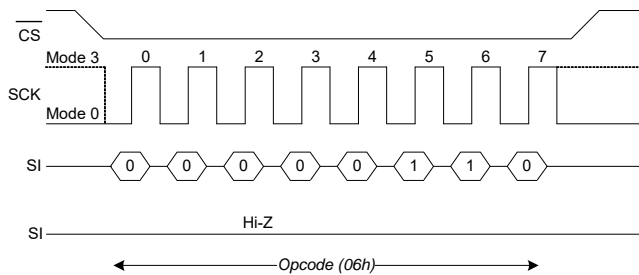 CS
Mode 3 0 1 2 3 4 5 6 7
SCK
Mode 0
SI 0 0 0 0 0 1 1 0
Hi-Z
SI
Opcode (06h)